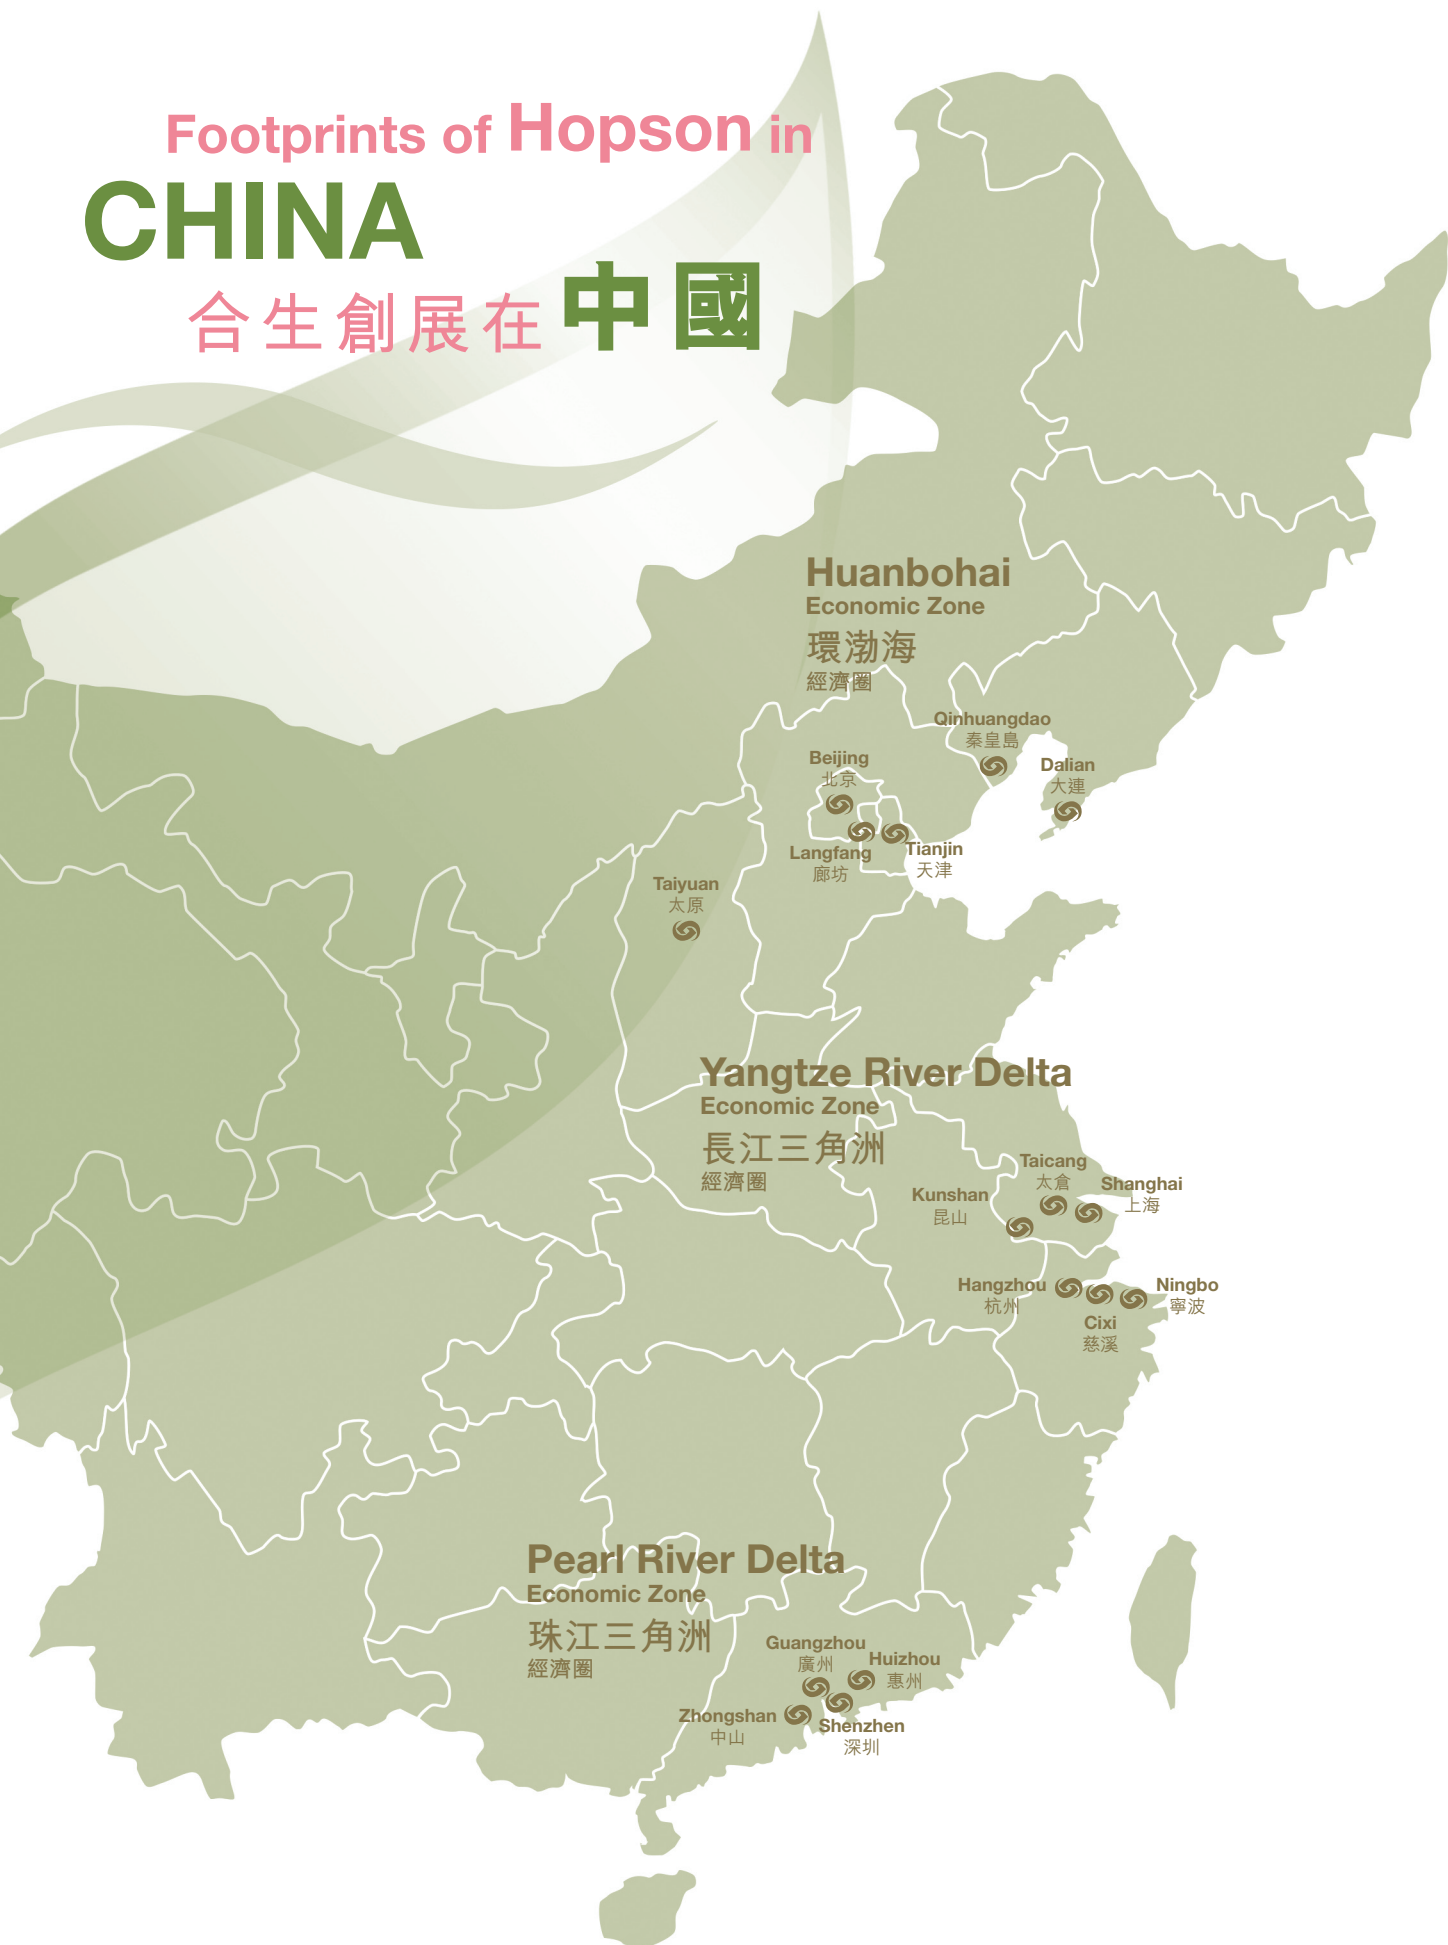 Footprints of Hopson in
CHINA
合生創展在中國
Huanbohai
Economic Zone
環渤海
經濟圈
Qinhuangdao
秦皇島
Beijing
北京
Dalian
大連
Langfang
廊坊
Tianjin
天津
Taiyuan
太原
Yangtze River Delta
Economic Zone
長江三角洲
經濟圈
Taicang
太倉
Shanghai
上海
Kunshan
昆山
Hangzhou
杭州
Ningbo
寧波
Cixi
慈溪
Pearl River Delta
Economic Zone
珠江三角洲
經濟圈
Guangzhou
廣州
Huizhou
惠州
Zhongshan
中山
Shenzhen
深圳